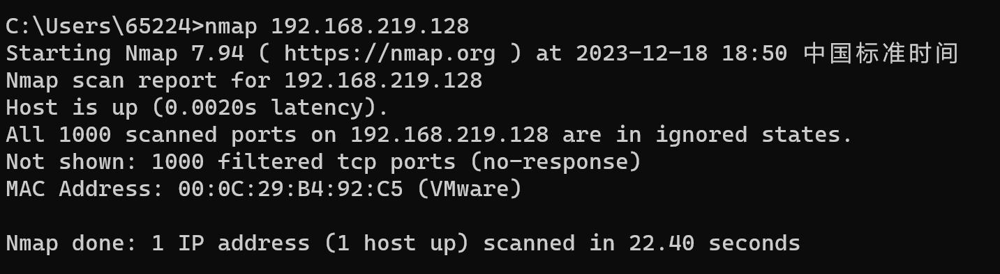 C:\Users\65224>nmap 192.168.219.128
Starting Nmap 7.94 ( https://nmap.org ) at 2023-12-18 18:50 中国标准时间
Nmap scan report for 192.168.219.128
Host is up (0.0020s latency).
All 1000 scanned ports on 192.168.219.128 are in ignored states.
Not shown: 1000 filtered tcp ports (no-response)
MAC Address: 00:0C:29:B4:92:C5 (VMware)
Nmap done: 1 IP address (1 host up) scanned in 22.40 seconds